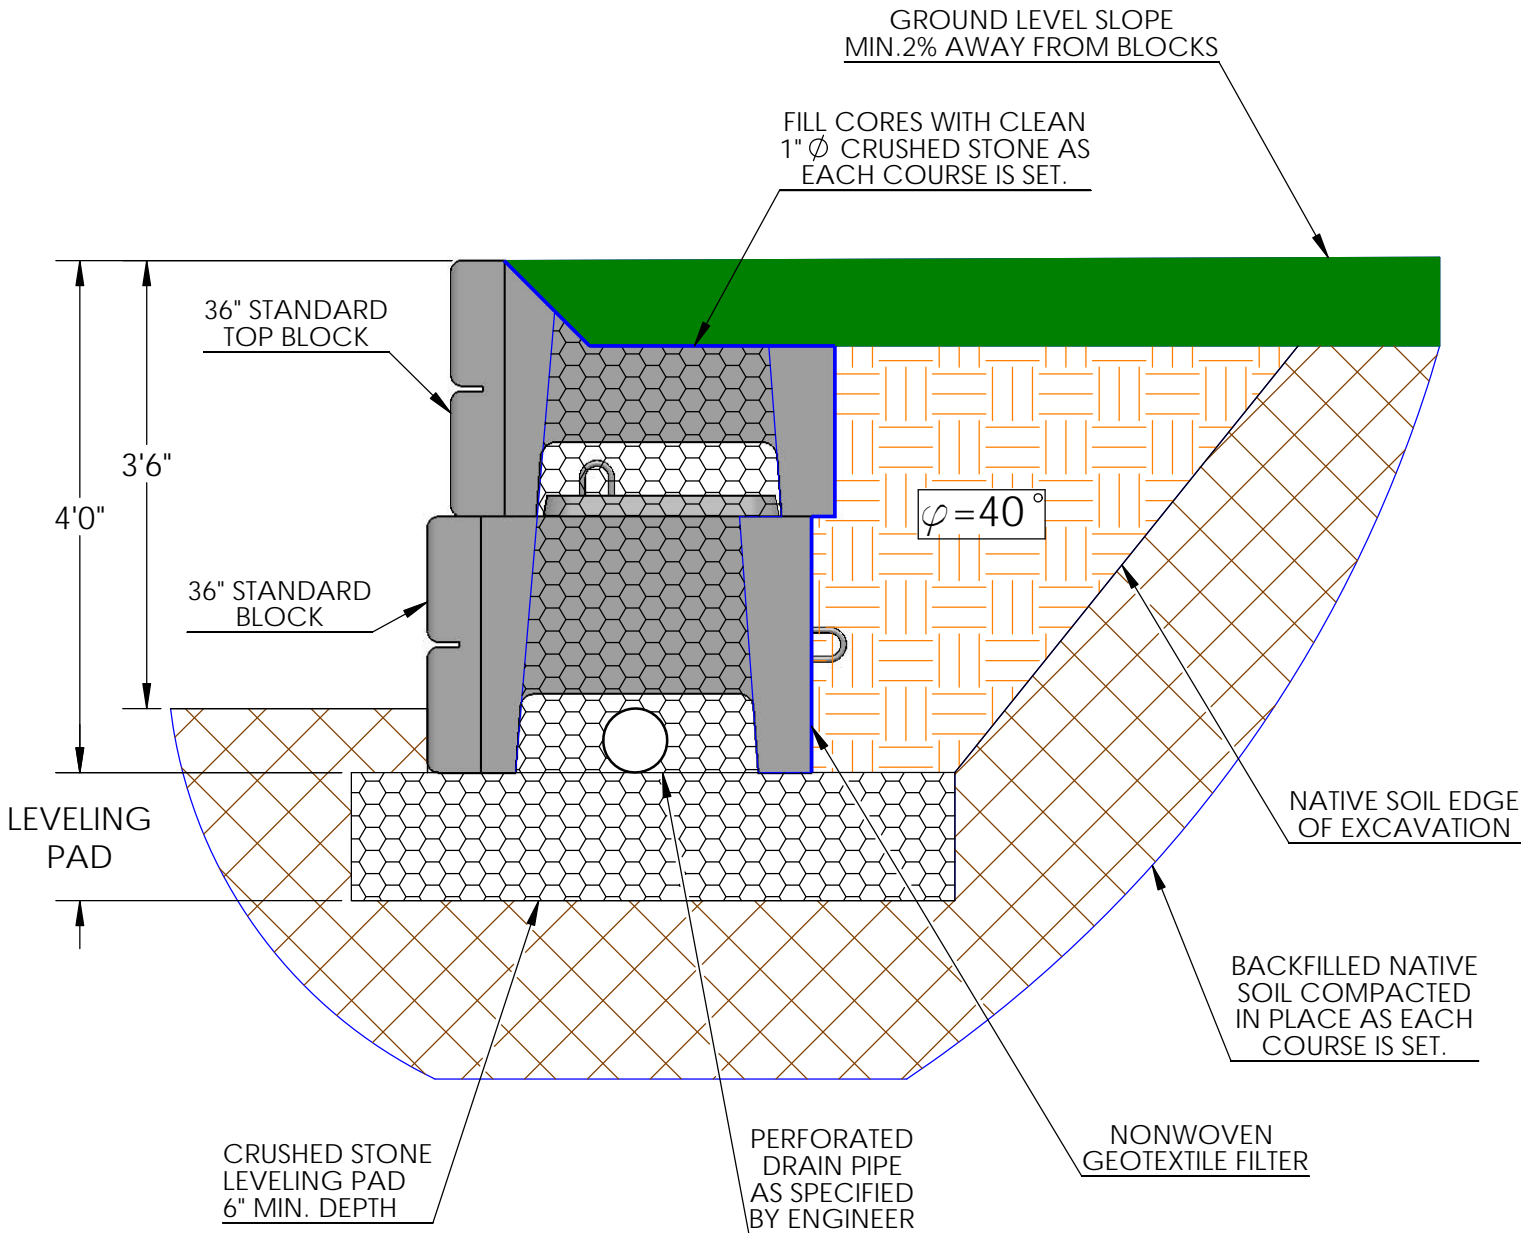 GROUND LEVEL SLOPE
MIN.2% AWAY FROM BLOCKS
FILL CORES WITH CLEAN
1" Ø CRUSHED STONE AS
EACH COURSE IS SET.
36" STANDARD
TOP BLOCK
3'6"
4'0"
φ=40°
36" STANDARD
BLOCK
LEVELING
PAD
NATIVE SOIL EDGE
OF EXCAVATION
BACKFILLED NATIVE
SOIL COMPACTED
IN PLACE AS EACH
COURSE IS SET.
CRUSHED STONE
LEVELING PAD
6" MIN. DEPTH
PERFORATED
DRAIN PIPE
AS SPECIFIED
BY ENGINEER
NONWOVEN
GEOTEXTILE FILTER